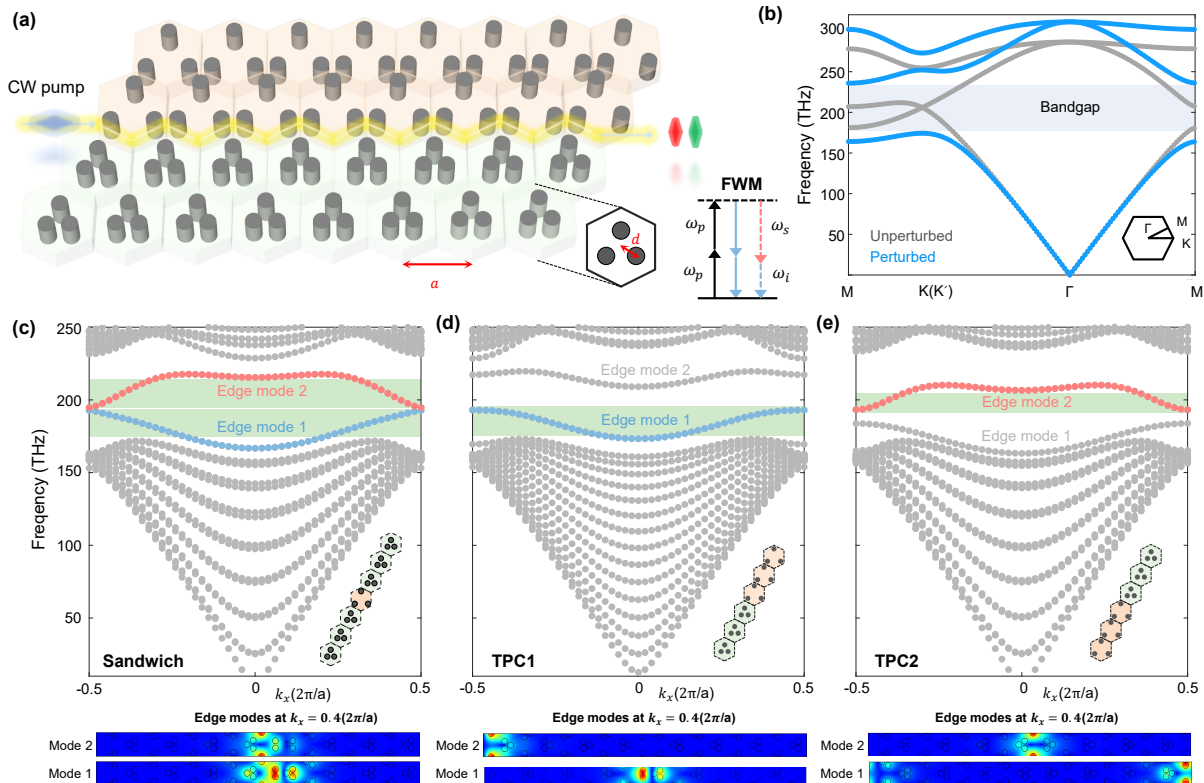 (a)
CW pump
a
d
FWM
ω_p
ω_s
ω_p
ω_i
(b)
300
250
200
150
100
50
Freqency (THz)
Bandgap
Unperturbed
Perturbed
Γ
M
K
M
K(K′)
Γ
M
(c)
250
200
150
100
50
Freqency (THz)
Edge mode 2
Edge mode 1
Sandwich
-0.5
0
0.5
k_x(2π/a)
Edge modes at k_x = 0.4(2π/a)
Mode 2
Mode 1
(d)
Edge mode 2
Edge mode 1
TPC1
0
0.5
k_x(2π/a)
Edge modes at k_x = 0.4(2π/a)
Mode 2
Mode 1
(e)
Edge mode 2
Edge mode 1
TPC2
-0.5
0
0.5
k_x(2π/a)
Edge modes at k_x = 0.4(2π/a)
Mode 2
Mode 1